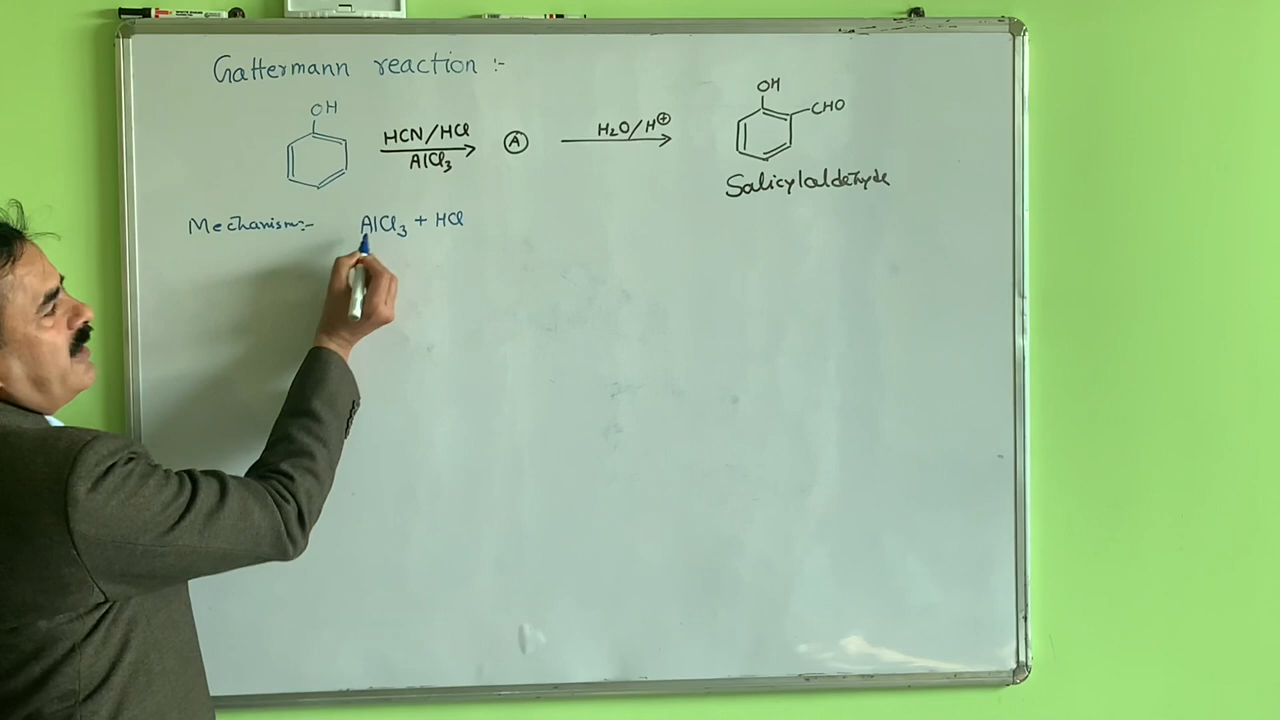 Gattermann reaction :-
OH
HCN/HCl
AlCl₃
Ⓐ
H₂O/H⊕
OH
CHO
Salicylaldehyde
Mechanism:- AlCl₃ + HCl